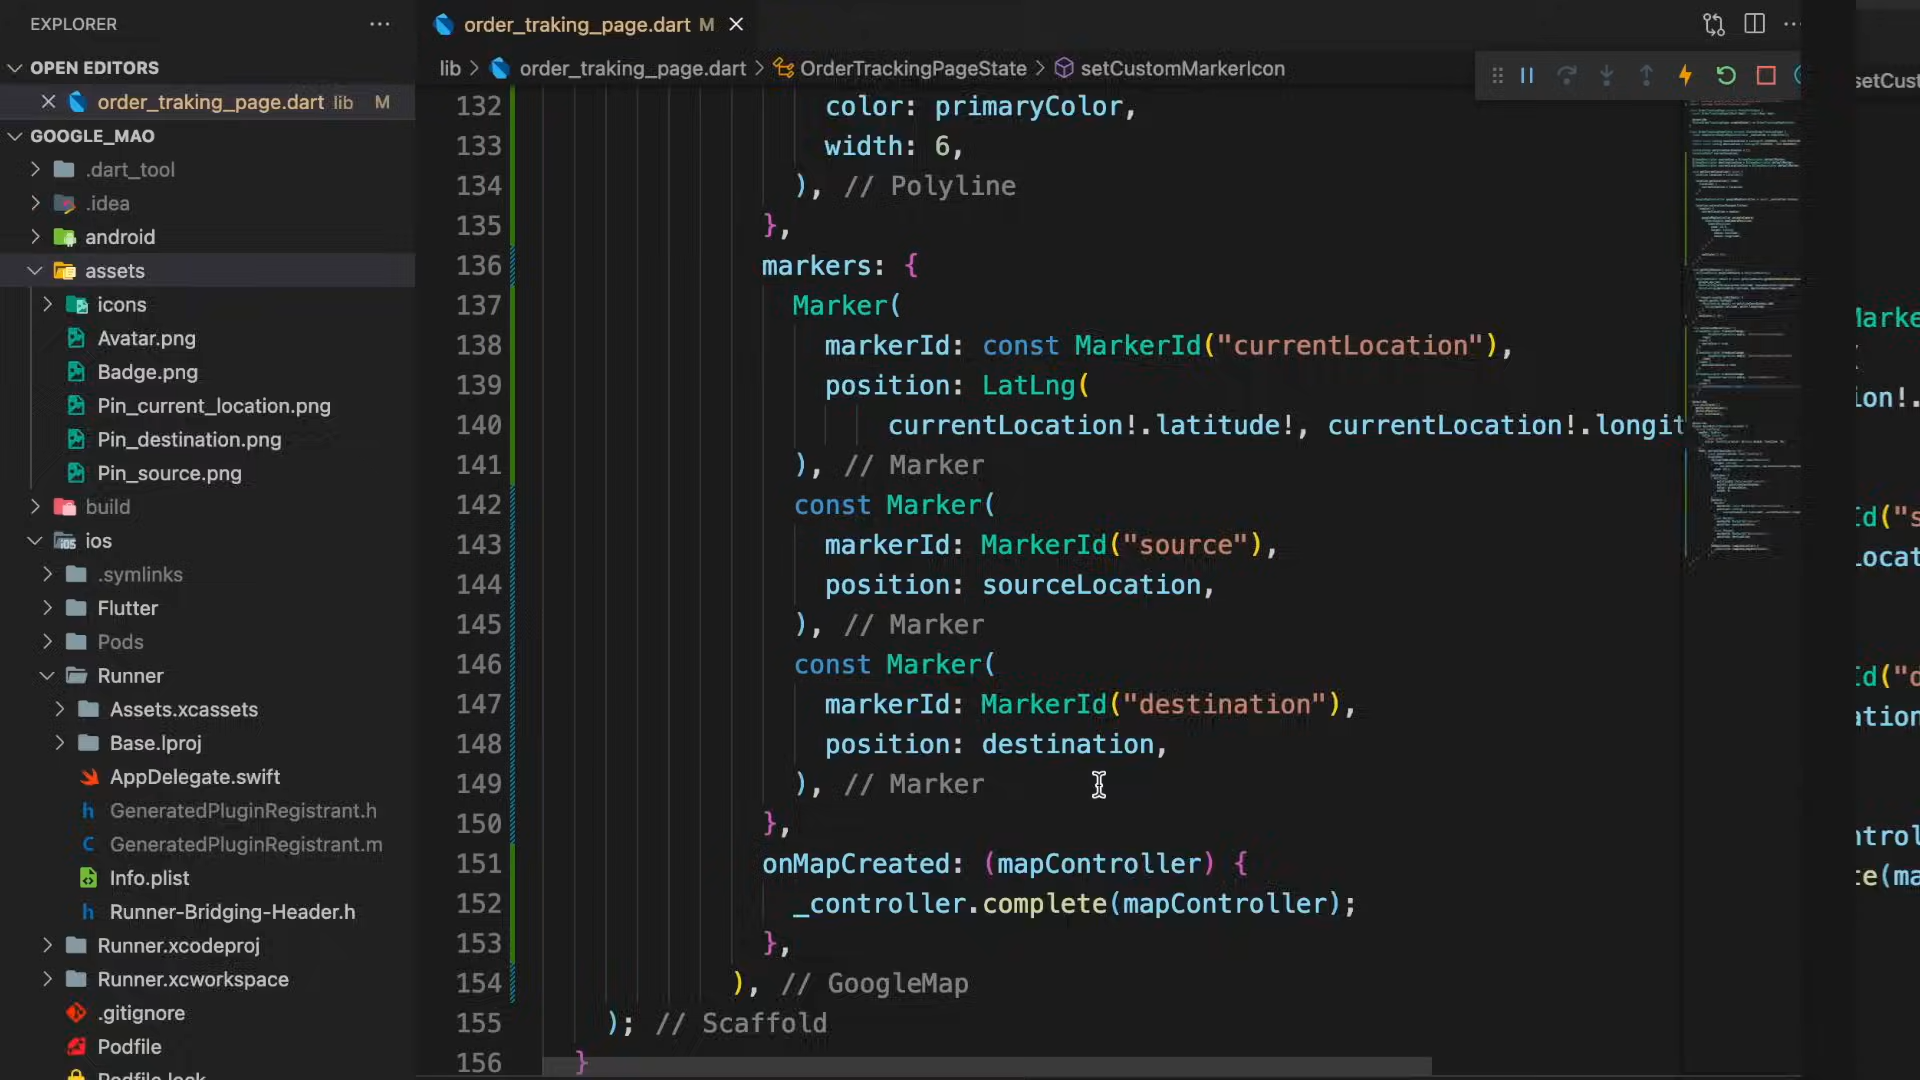 EXPLORER
OPEN EDITORS
order_traking_page.dart lib M
GOOGLE_MAO
.dart_tool
.idea
android
assets
icons
Avatar.png
Badge.png
Pin_current_location.png
Pin_destination.png
Pin_source.png
build
ios
.symlinks
Flutter
Pods
Runner
Assets.xcassets
Base.lproj
AppDelegate.swift
h GeneratedPluginRegistrant.h
C GeneratedPluginRegistrant.m
Info.plist
h Runner-Bridging-Header.h
Runner.xcodeproj
Runner.xcworkspace
.gitignore
Podfile
Podfile.lock
order_traking_page.dart M
lib > order_traking_page.dart > OrderTrackingPageState > setCustomMarkerIcon
132 color: primaryColor,
133 width: 6,
134 ), // Polyline
135 },
136 markers: {
137 Marker(
138 markerId: const MarkerId("currentLocation"),
139 position: LatLng(
140 currentLocation!.latitude!, currentLocation!.longit
141 ), // Marker
142 const Marker(
143 markerId: MarkerId("source"),
144 position: sourceLocation,
145 ), // Marker
146 const Marker(
147 markerId: MarkerId("destination"),
148 position: destination,
149 ), // Marker
150 },
151 onMapCreated: (mapController) {
152 _controller.complete(mapController);
153 },
154 ), // GoogleMap
155 ); // Scaffold
156 }